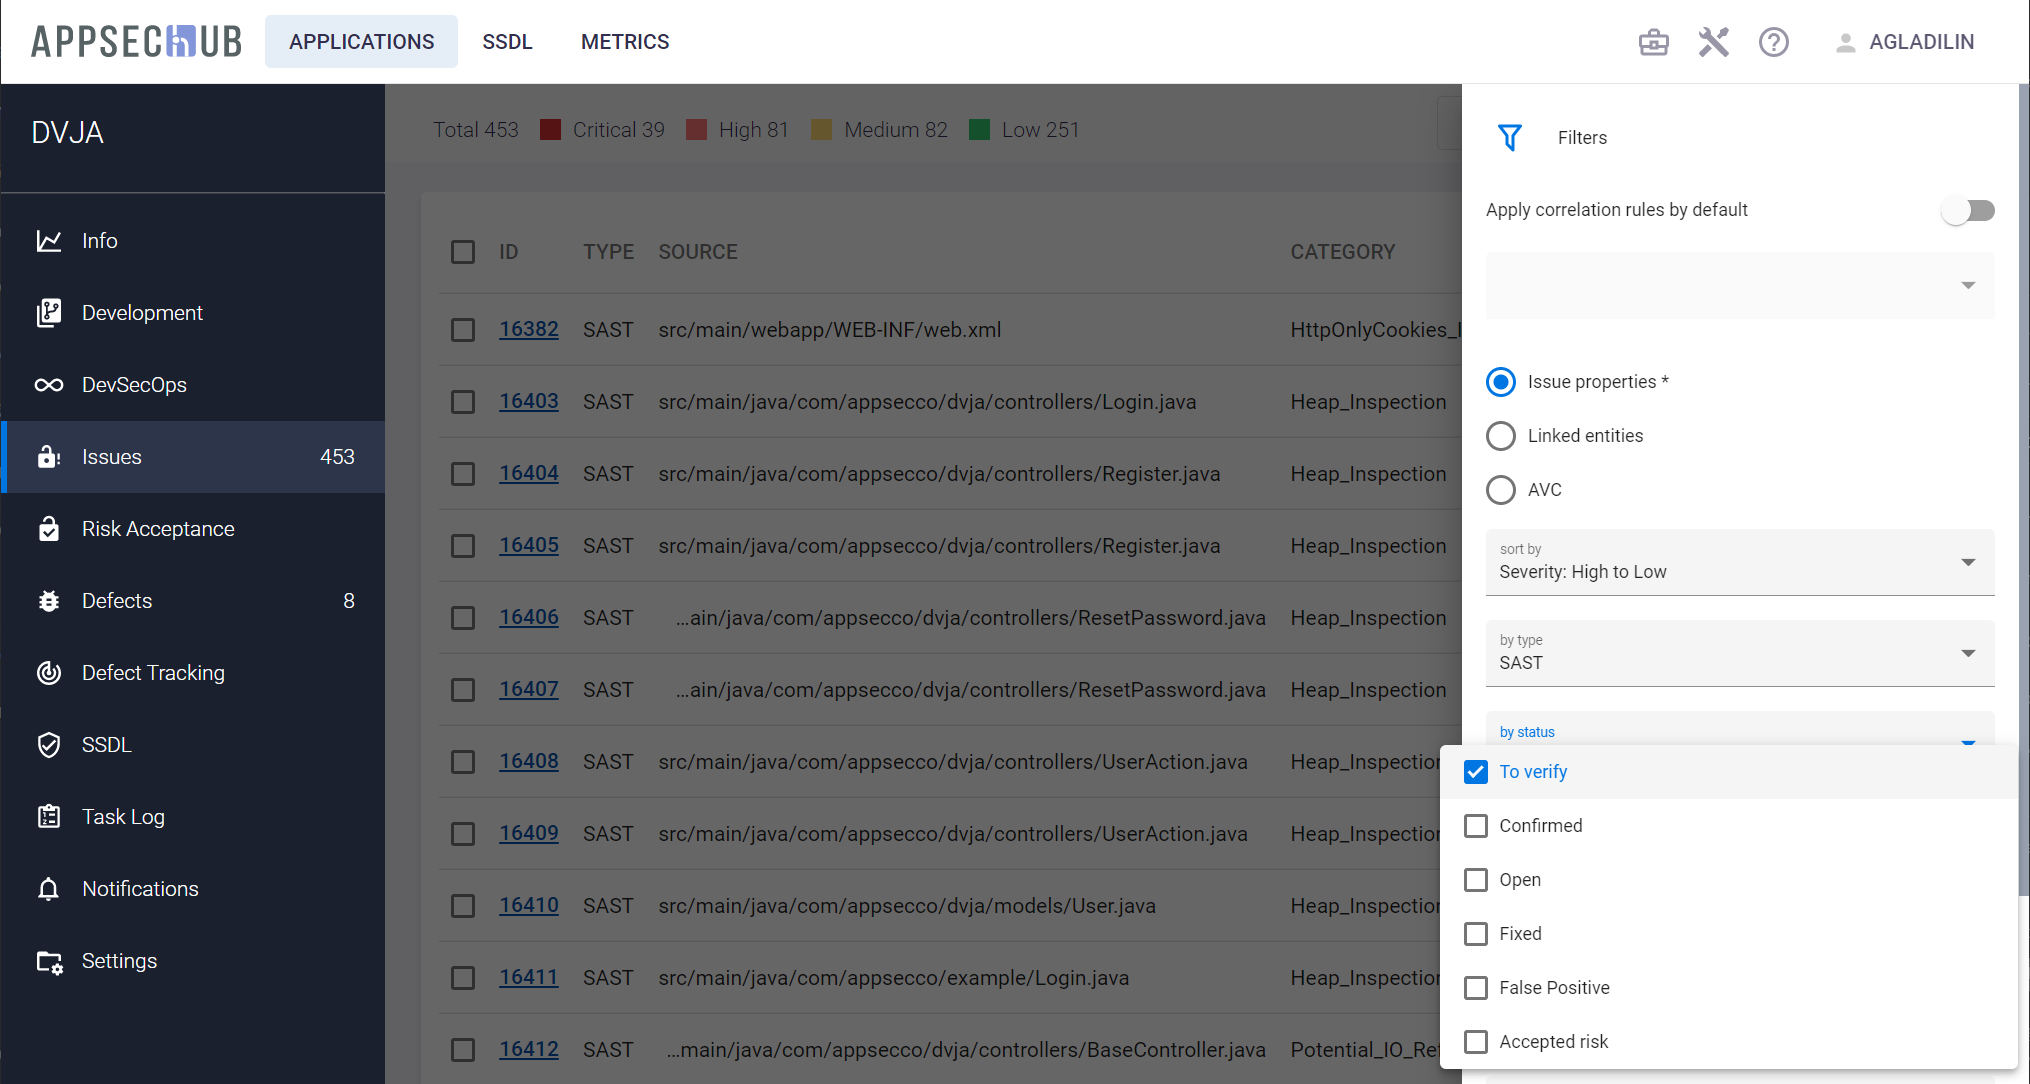 APPSECHUB
APPLICATIONS
SSDL
METRICS
AGLADILIN
DVJA
Info
Development
DevSecOps
Issues 453
Risk Acceptance
Defects 8
Defect Tracking
SSDL
Task Log
Notifications
Settings
Total 453 Critical 39 High 81 Medium 82 Low 251
ID TYPE SOURCE CATEGORY
16382 SAST src/main/webapp/WEB-INF/web.xml HttpOnlyCookies_
16403 SAST src/main/java/com/appsecco/dvja/controllers/Login.java Heap_Inspection
16404 SAST src/main/java/com/appsecco/dvja/controllers/Register.java Heap_Inspection
16405 SAST src/main/java/com/appsecco/dvja/controllers/Register.java Heap_Inspection
16406 SAST …ain/java/com/appsecco/dvja/controllers/ResetPassword.java Heap_Inspection
16407 SAST …ain/java/com/appsecco/dvja/controllers/ResetPassword.java Heap_Inspection
16408 SAST src/main/java/com/appsecco/dvja/controllers/UserAction.java Heap_Inspection
16409 SAST src/main/java/com/appsecco/dvja/controllers/UserAction.java Heap_Inspection
16410 SAST src/main/java/com/appsecco/dvja/models/User.java Heap_Inspection
16411 SAST src/main/java/com/appsecco/example/Login.java Heap_Inspection
16412 SAST …main/java/com/appsecco/dvja/controllers/BaseController.java Potential_IO_Re
Filters
Apply correlation rules by default
Issue properties *
Linked entities
AVC
sort by
Severity: High to Low
by type
SAST
by status
To verify
Confirmed
Open
Fixed
False Positive
Accepted risk